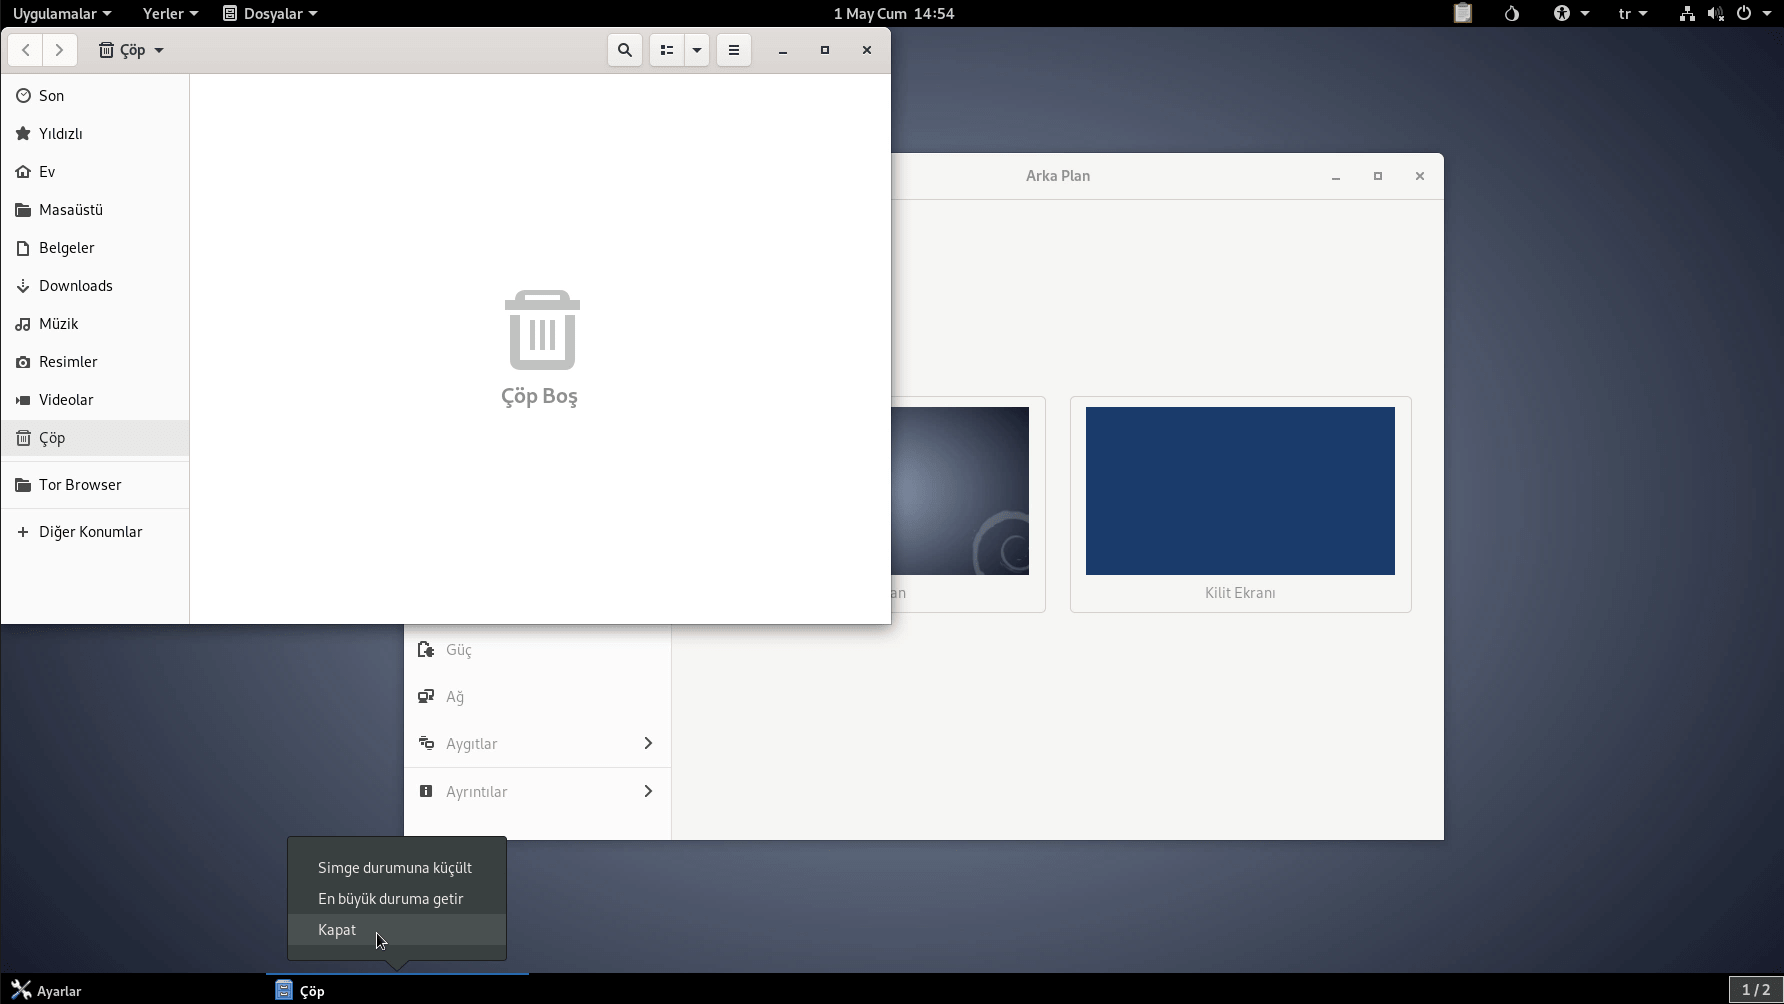 Uygulamalar Yerler Dosyalar 1 May Cum 14:54 tr
Çöp
Son
Yıldızlı
Ev
Masaüstü
Belgeler
Downloads
Müzik
Resimler
Videolar
Çöp
Tor Browser
Diğer Konumlar
Çöp Boş
Arka Plan
an
Kilit Ekranı
Güç
Ağ
Aygıtlar
Ayrıntılar
Simge durumuna küçült
En büyük duruma getir
Kapat
Ayarlar Çöp 1 / 2